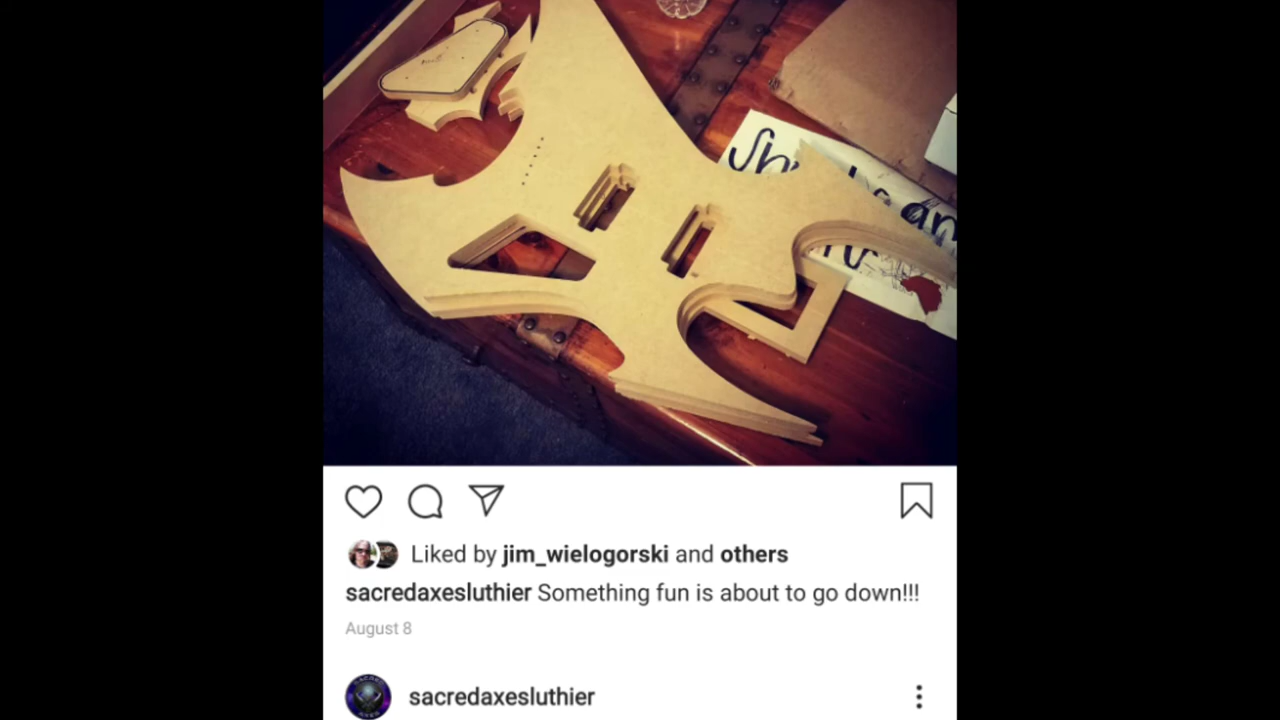 Liked by jim_wielogorski and others
sacredaxesluthier Something fun is about to go down!!!
August 8
sacredaxesluthier